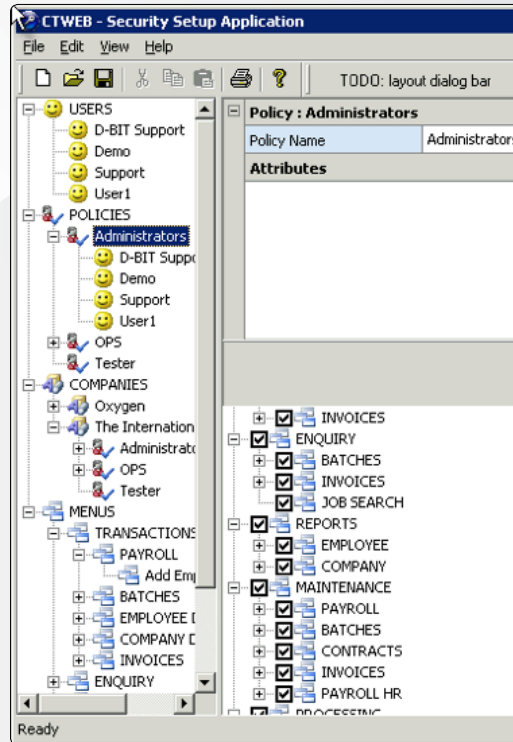 CTWEB - Security Setup Application
File Edit View Help
TODO: layout dialog bar
USERS
D-BIT Support
Demo
Support
User1
POLICIES
Administrators
D-BIT Suppo
Demo
Support
User1
OPS
Tester
COMPANIES
Oxygen
The Internation
Administrato
OPS
Tester
MENUS
TRANSACTIONS
PAYROLL
Add Emp
BATCHES
EMPLOYEE D
COMPANY D
INVOICES
ENQUIRY
Policy : Administrators
Policy Name Administrators
Attributes
INVOICES
ENQUIRY
BATCHES
INVOICES
JOB SEARCH
REPORTS
EMPLOYEE
COMPANY
MAINTENANCE
PAYROLL
BATCHES
CONTRACTS
INVOICES
PAYROLL HR
PROCESSING
Ready